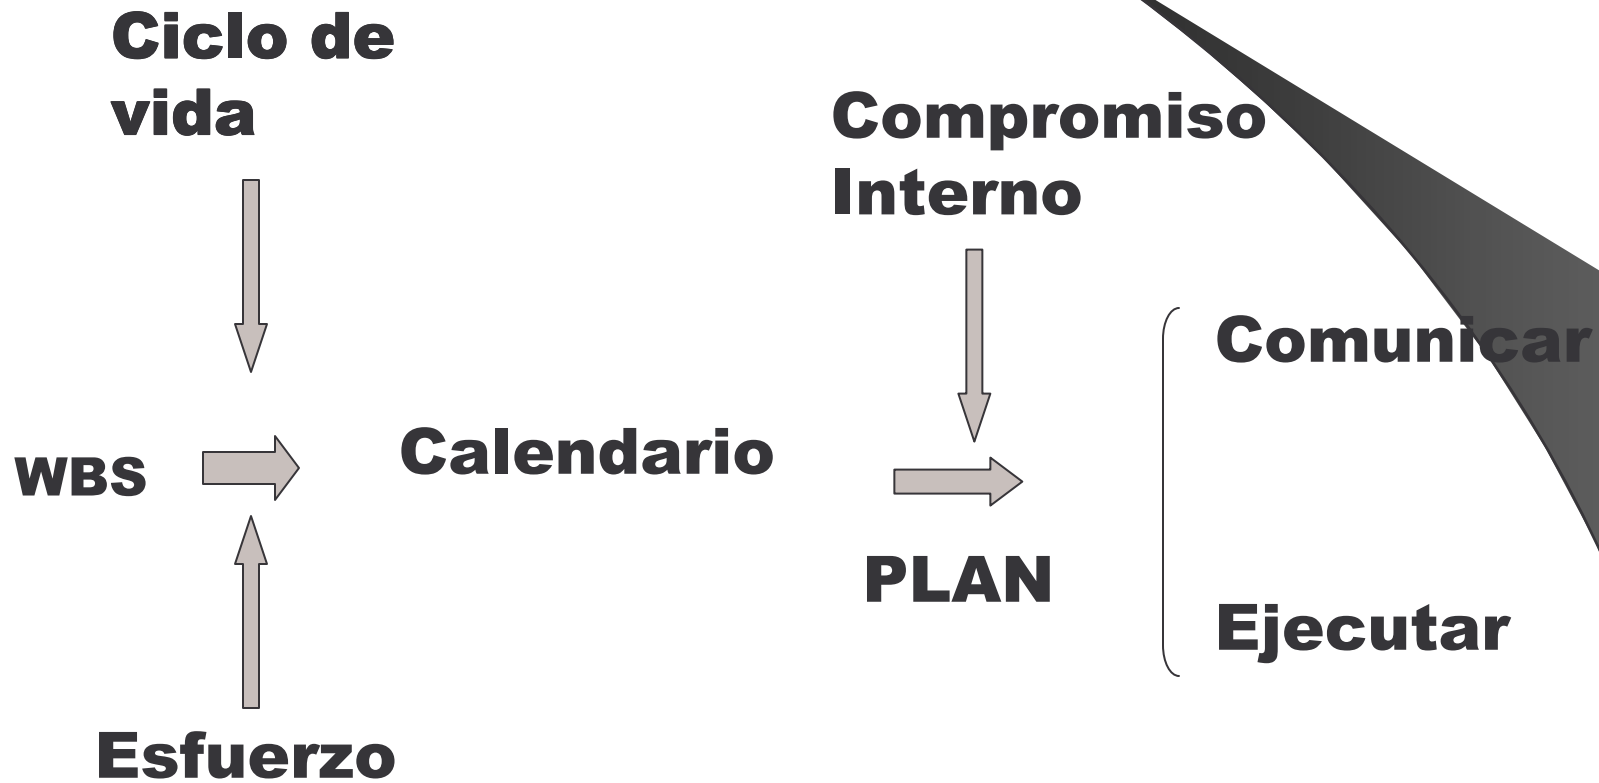 Ciclo de
vida
Compromiso
Interno
Comunicar
Calendario
WBS
PLAN
Ejecutar
Esfuerzo